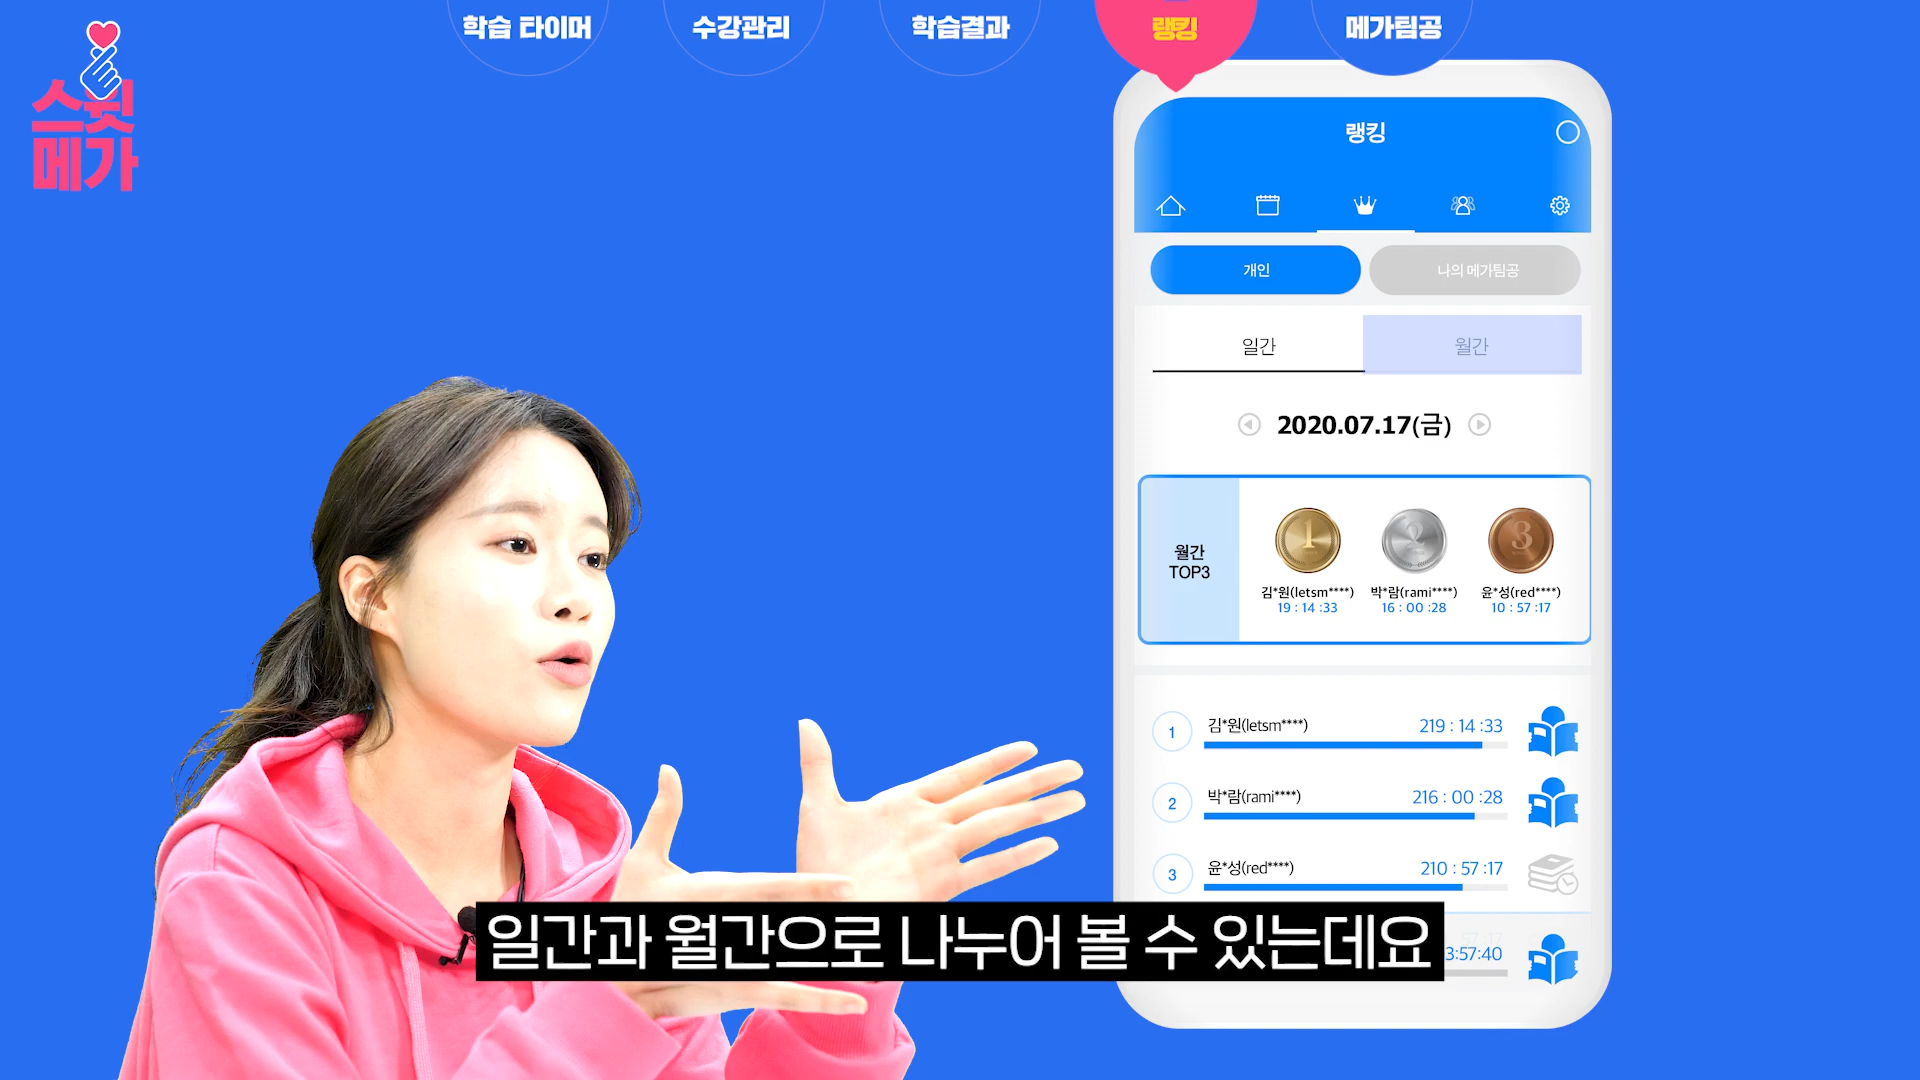 학습 타이머
수강관리
학습결과
랭킹
메가팀공
스윗
메가
랭킹
개인
나의 메가팀공
일간
월간
2020.07.17(금)
월간
TOP3
1
2
3
김*원(letsm****)
박*람(rami****)
윤*성(red****)
19 : 14 :33
16 : 00 :28
10 : 57 :17
1
김*원(letsm****)
219 : 14 :33
2
박*람(rami****)
216 : 00 :28
3
윤*성(red****)
210 : 57 :17
3:57:40
일간과 월간으로 나누어 볼 수 있는데요